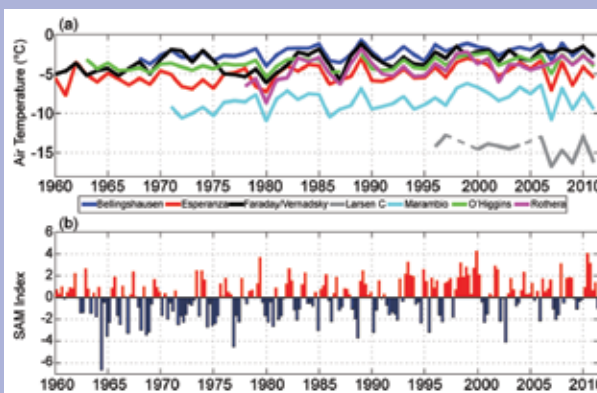 (a)
Air Temperature (°C)
0
-5
-10
-15
1960 1965 1970 1975 1980 1985 1990 1995 2000 2005 2010
Bellingshausen Esperanza Faraday/Vernadsky Larsen C Marambio O'Higgins Rothera
(b)
SAM Index
6
4
2
0
-2
-4
-6
1960 1965 1970 1975 1980 1985 1990 1995 2000 2005 2010